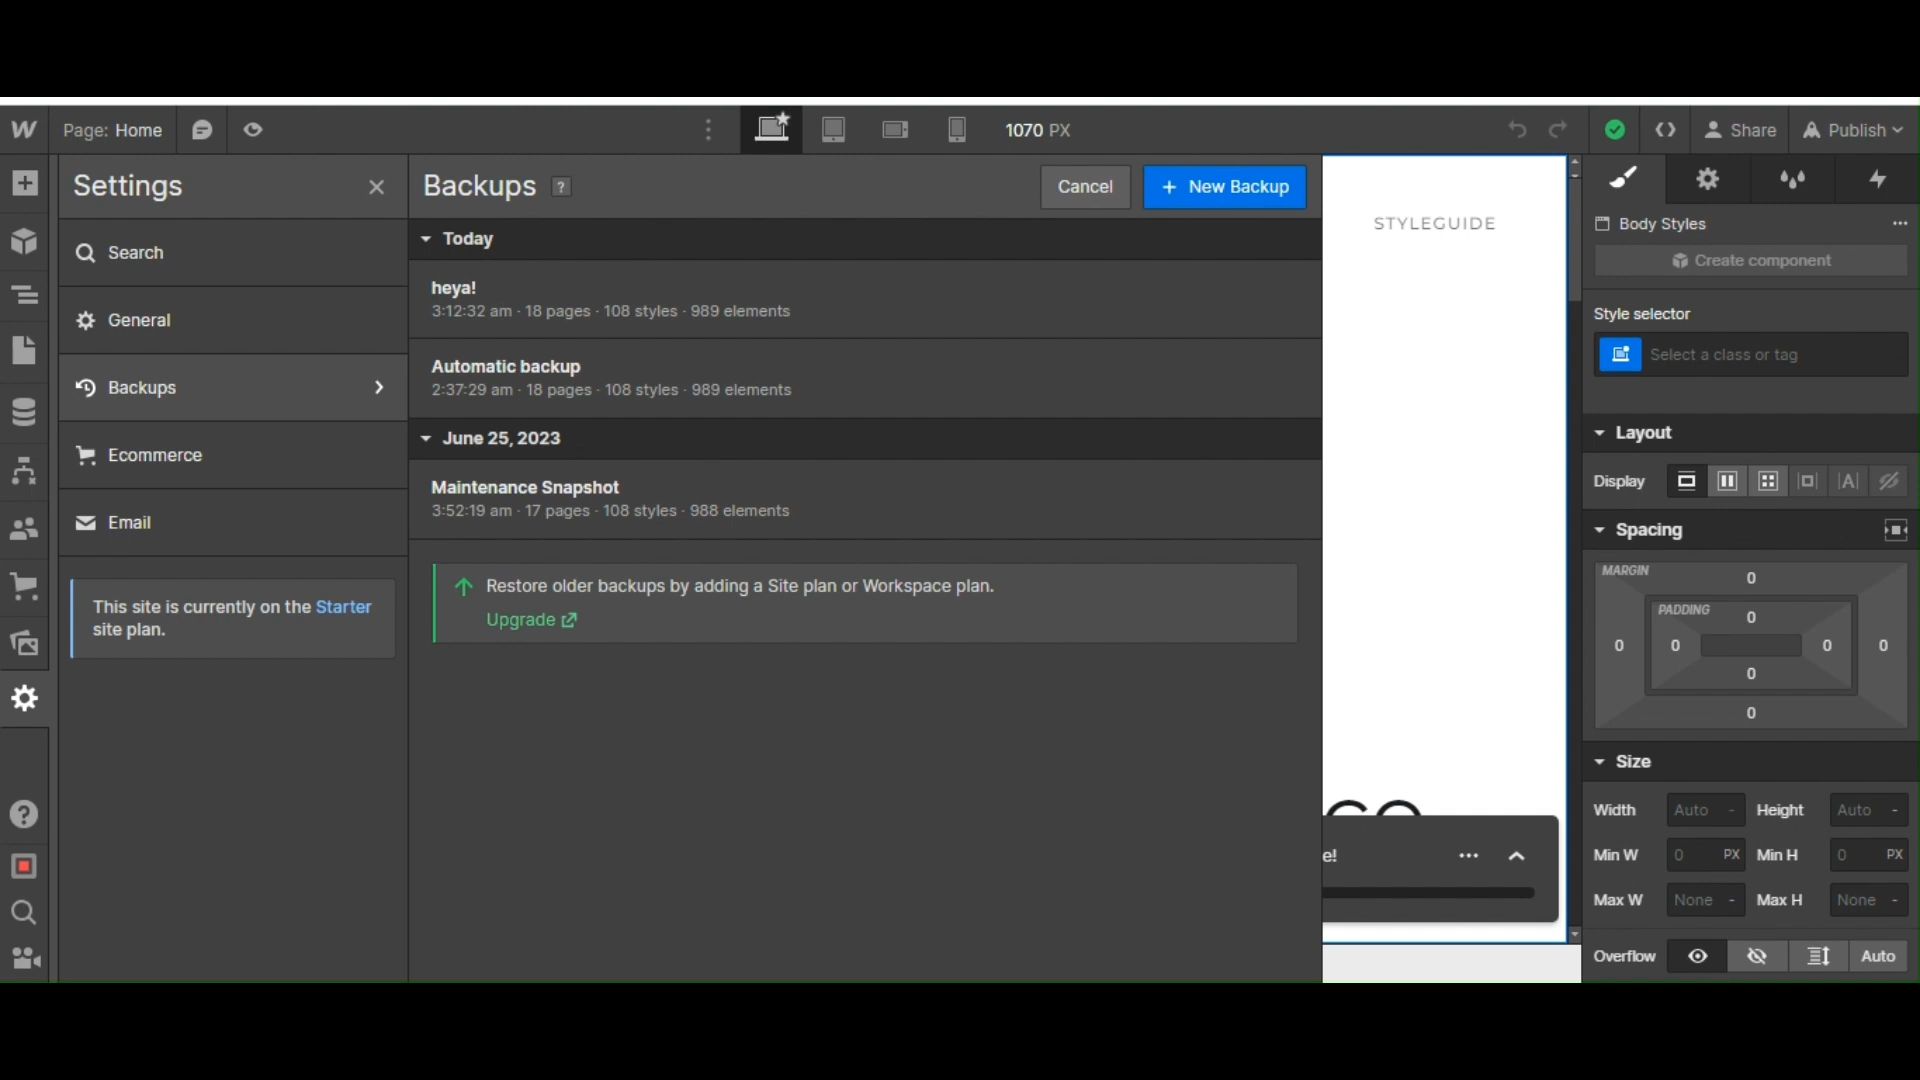 Page: Home
1070 PX
Share
Publish
Settings
Search
General
Backups
Ecommerce
Email
This site is currently on the Starter
site plan.
Backups ?
Cancel
+ New Backup
Today
heya!
3:12:32 am · 18 pages · 108 styles · 989 elements
Automatic backup
2:37:29 am · 18 pages · 108 styles · 989 elements
June 25, 2023
Maintenance Snapshot
3:52:19 am · 17 pages · 108 styles · 988 elements
Restore older backups by adding a Site plan or Workspace plan.
Upgrade
STYLEGUIDE
e!
Body Styles
Create component
Style selector
Select a class or tag
Layout
Display
Spacing
MARGIN
0
PADDING
0
0 0 0 0
0
0
Size
Width Auto - Height Auto -
Min W 0 PX Min H 0 PX
Max W None - Max H None -
Overflow Auto